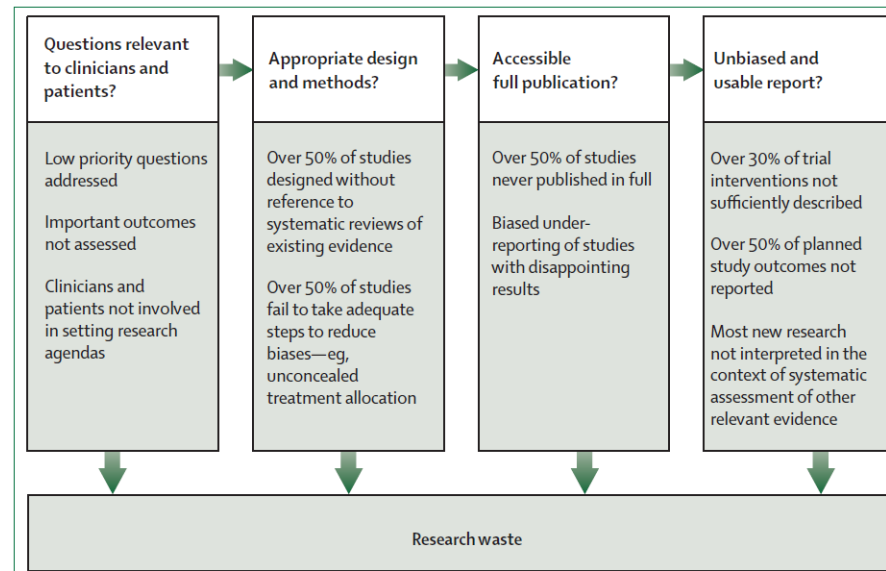 Questions relevant
to clinicians and
patients?
Low priority questions
addressed
Important outcomes
not assessed
Clinicians and
patients not involved
in setting research
agendas
Appropriate design
and methods?
Over 50% of studies
designed without
reference to
systematic reviews of
existing evidence
Over 50% of studies
fail to take adequate
steps to reduce
biases—eg,
unconcealed
treatment allocation
Accessible
full publication?
Over 50% of studies
never published in full
Biased under-
reporting of studies
with disappointing
results
Unbiased and
usable report?
Over 30% of trial
interventions not
sufficiently described
Over 50% of planned
study outcomes not
reported
Most new research
not interpreted in the
context of systematic
assessment of other
relevant evidence
Research waste